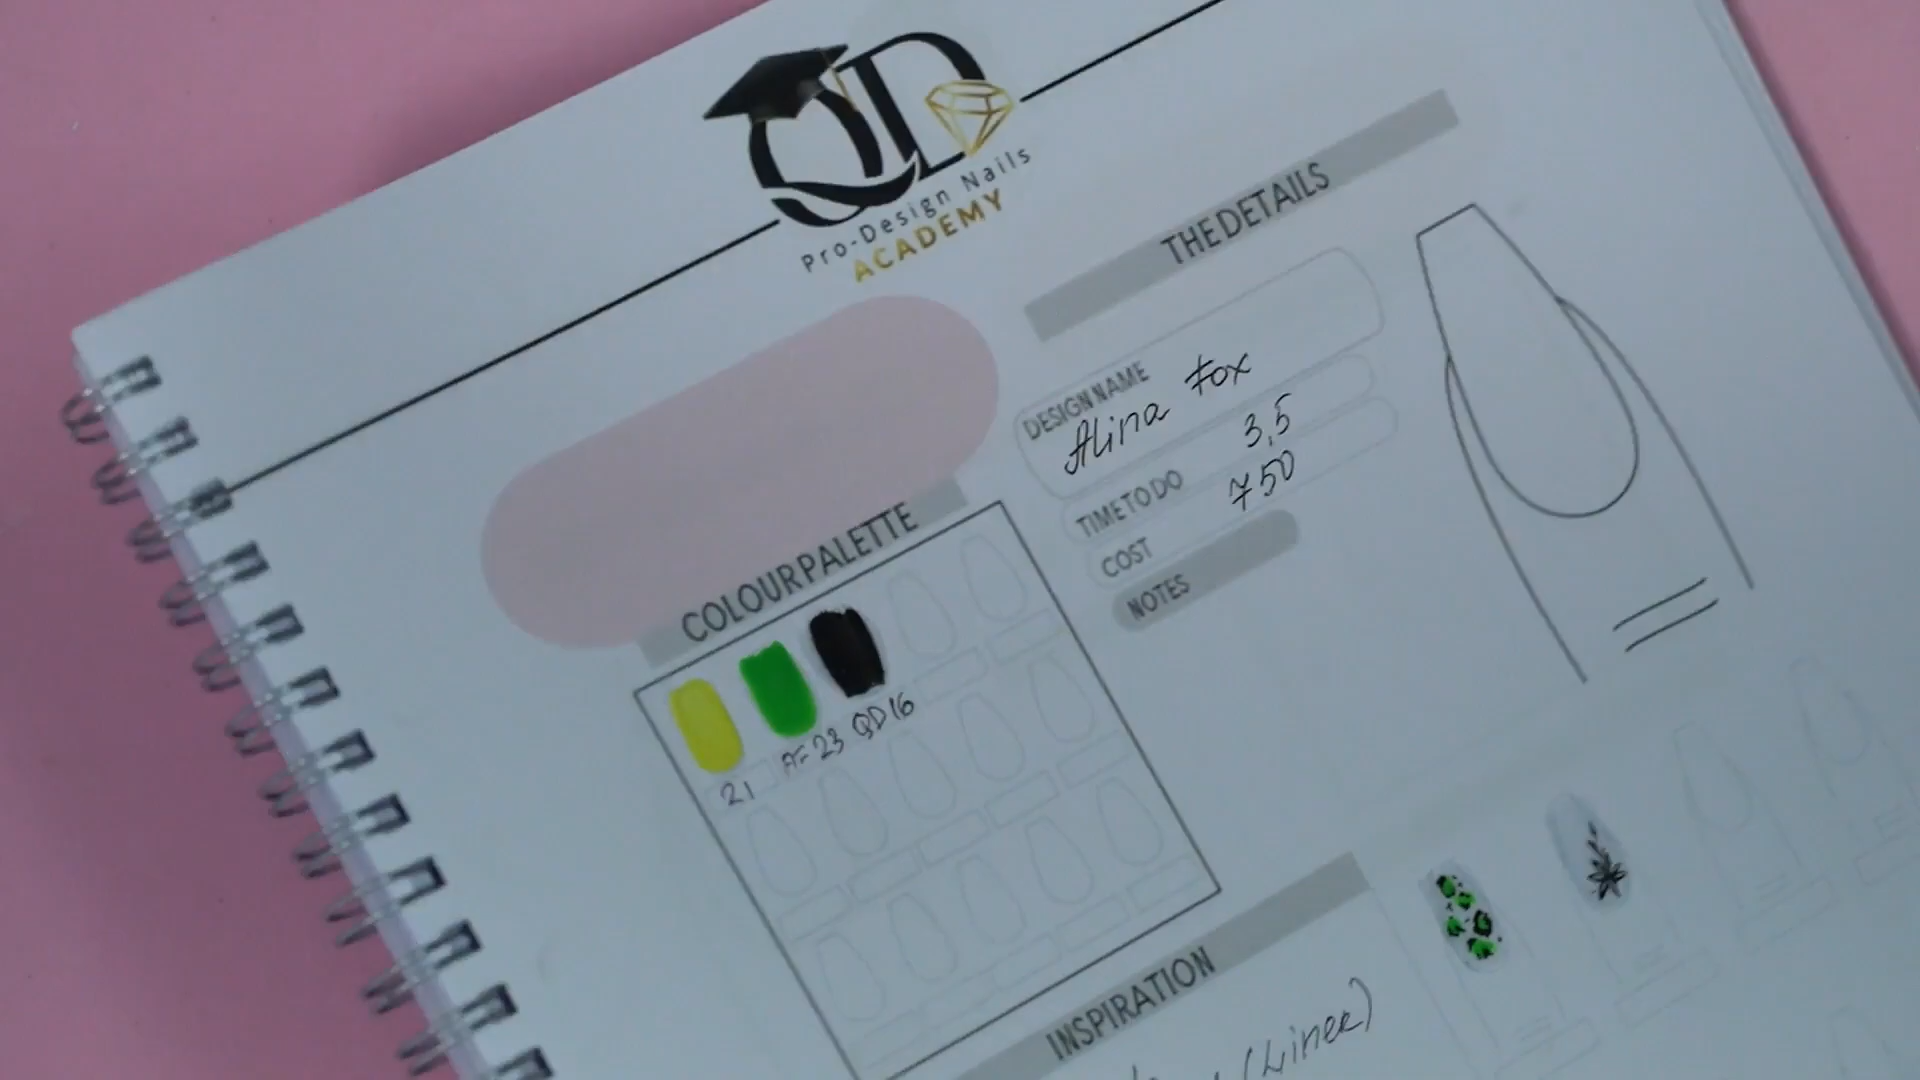 QD
Pro-Design Nails
ACADEMY
THE DETAILS
DESIGN NAME
Alina Fox
TIME TO DO 3,5
COST 750
NOTES
COLOUR PALETTE
21 A-23 QD16
INSPIRATION
(Liner)